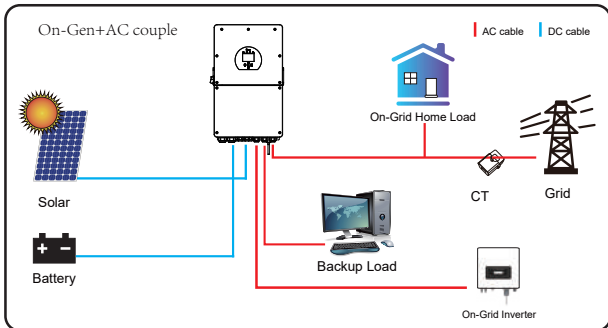 On-Gen+AC couple
AC cable
DC cable
On-Grid Home Load
CT
Grid
Solar
Backup Load
Battery
On-Grid Inverter